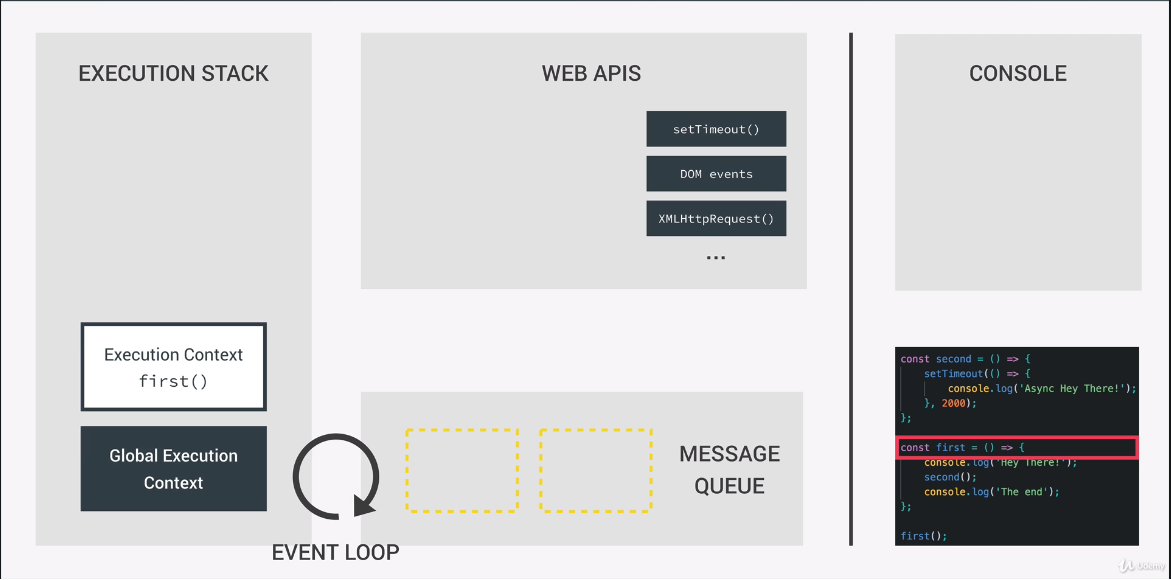 EXECUTION STACK
Execution Context
first()
Global Execution
Context
EVENT LOOP
WEB APIS
setTimeout()
DOM events
XMLHttpRequest()
...
MESSAGE
QUEUE
CONSOLE
const second = () => {
    setTimeout(() => {
        console.log('Async Hey There!');
    }, 2000);
};
const first = () => {
    console.log('Hey There!');
    second();
    console.log('The end');
};
first();
Udemy